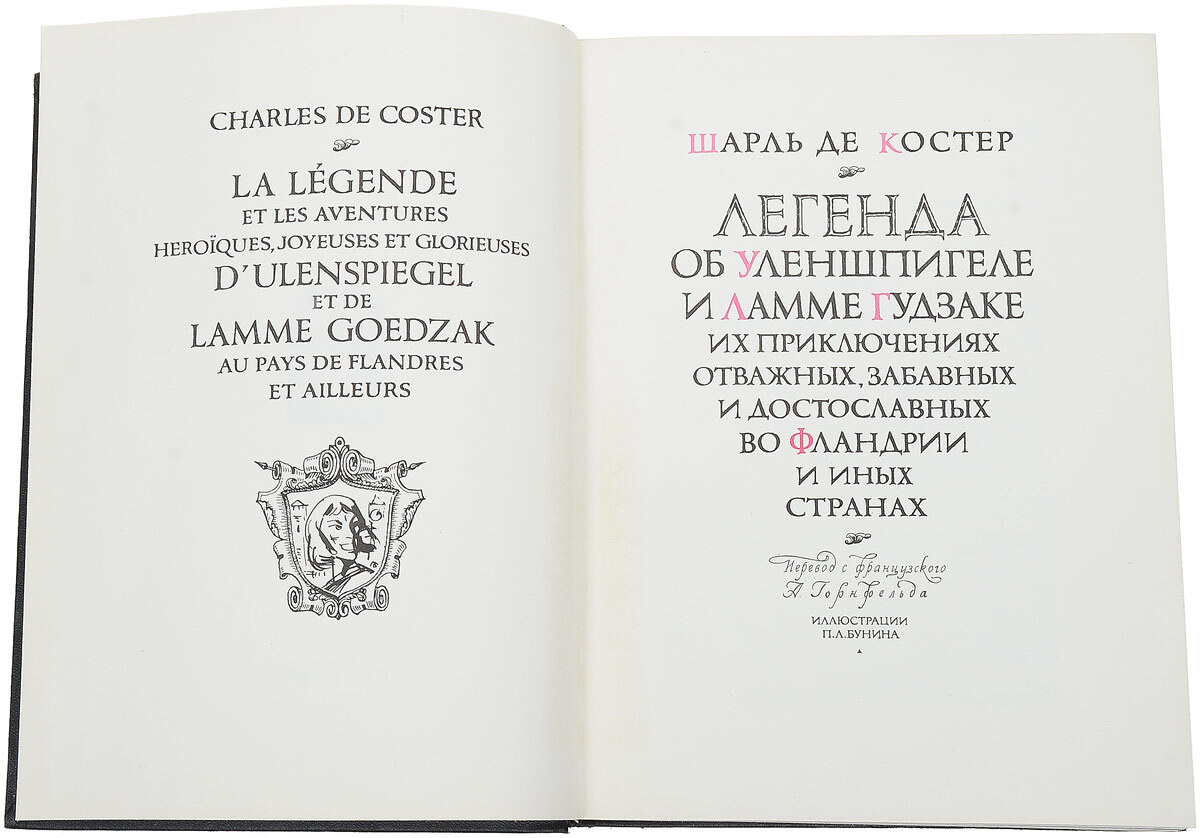 CHARLES DE COSTER
LA LÉGENDE
ET LES AVENTURES
HEROÏQUES, JOYEUSES ET GLORIEUSES
D'ULENSPIEGEL
ET DE
LAMME GOEDZAK
AU PAYS DE FLANDRES
ET AILLEURS
ШАРЛЬ ДЕ КОСТЕР
ЛЕГЕНДА
ОБ УЛЕНШПИГЕЛЕ
И ЛАММЕ ГУДЗАКЕ
ИХ ПРИКЛЮЧЕНИЯХ
ОТВАЖНЫХ, ЗАБАВНЫХ
И ДОСТОСЛАВНЫХ
ВО ФЛАНДРИИ
И ИНЫХ
СТРАНАХ
Перевод с французского
А. Горнфельда
ИЛЛЮСТРАЦИИ
П.Л.БУНИНА